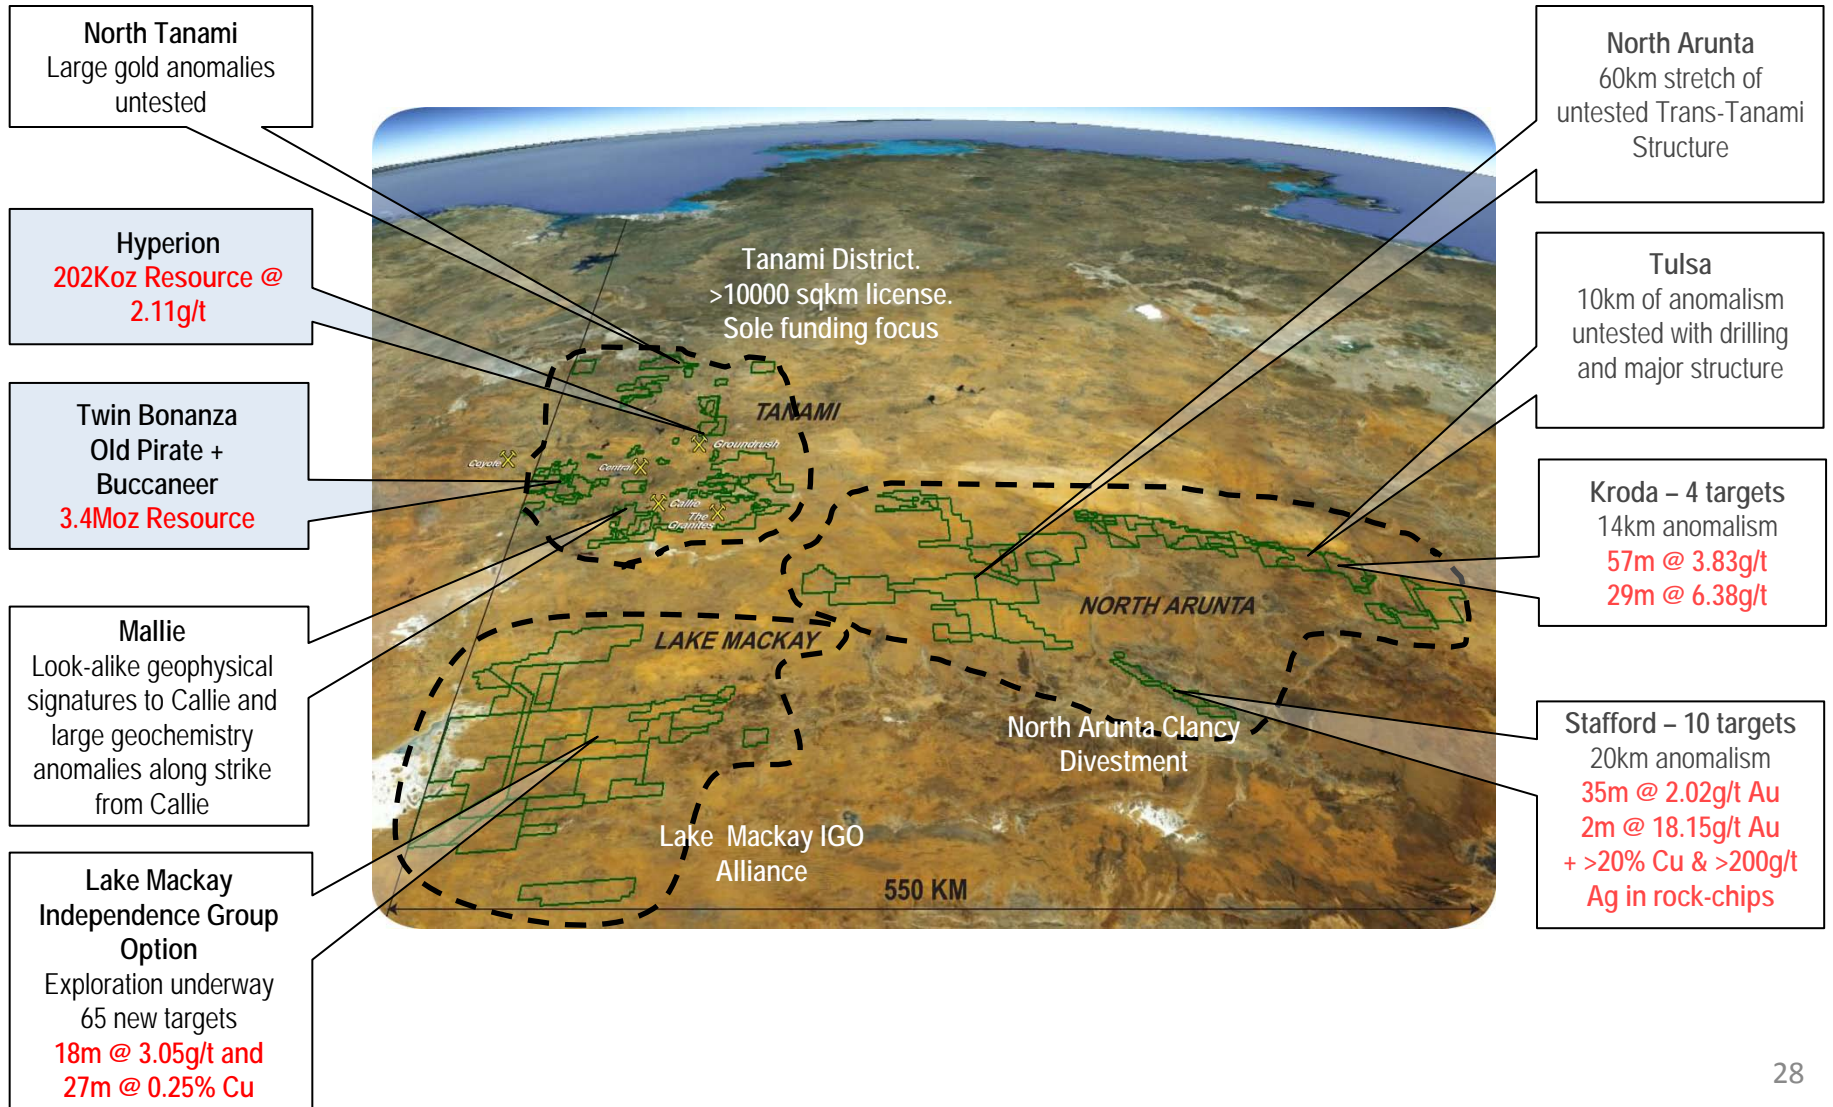 North Tanami
Large gold anomalies
untested
Hyperion
202Koz Resource @
2.11g/t
Twin Bonanza
Old Pirate +
Buccaneer
3.4Moz Resource
Mallie
Look-alike geophysical
signatures to Callie and
large geochemistry
anomalies along strike
from Callie
Lake Mackay
Independence Group
Option
Exploration underway
65 new targets
18m @ 3.05g/t and
27m @ 0.25% Cu
Tanami District.
>10000 sqkm license.
Sole funding focus
TANAMI
Groundrush
Coyote
Central
Callie
The
Granites
NORTH ARUNTA
LAKE MACKAY
North Arunta Clancy
Divestment
Lake Mackay IGO
Alliance
550 KM
North Arunta
60km stretch of
untested Trans-Tanami
Structure
Tulsa
10km of anomalism
untested with drilling
and major structure
Kroda – 4 targets
14km anomalism
57m @ 3.83g/t
29m @ 6.38g/t
Stafford – 10 targets
20km anomalism
35m @ 2.02g/t Au
2m @ 18.15g/t Au
+ >20% Cu & >200g/t
Ag in rock-chips
28